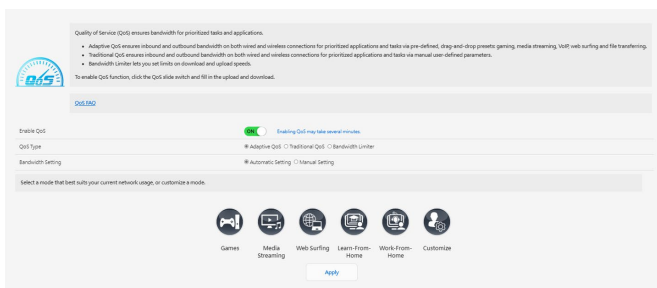 Quality of Service (QoS) ensures bandwidth for prioritized tasks and applications.
Adaptive QoS ensures inbound and outbound bandwidth on both wired and wireless connections for prioritized applications and tasks via pre-defined, drag-and-drop presets: gaming, media streaming, VoIP, web surfing and file transferring.
Traditional QoS ensures inbound and outbound bandwidth on both wired and wireless connections for prioritized applications and tasks via manual user-defined parameters.
Bandwidth Limiter lets you set limits on download and upload speeds.
To enable QoS function, click the QoS slide switch and fill in the upload and download.
QoS
QoS FAQ
Enable QoS ON Enabling QoS may take several minutes.
QoS Type Adaptive QoS Traditional QoS Bandwidth Limiter
Bandwidth Setting Automatic Setting Manual Setting
Select a mode that best suits your current network usage, or customize a mode.
Games Media Web Surfing Learn-From- Work-From- Customize
Streaming Home Home
Apply